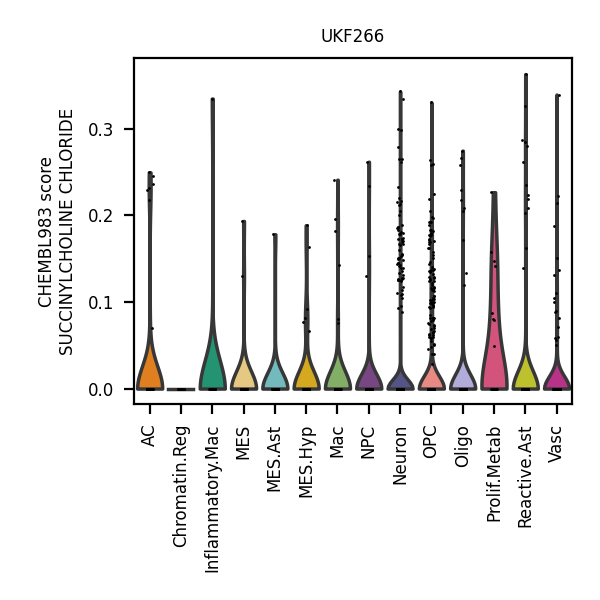 UKF266
CHEMBL983 score
SUCCINYLCHOLINE CHLORIDE
0.3
0.2
0.1
0.0
AC
Chromatin.Reg
Inflammatory.Mac
MES
MES.Ast
MES.Hyp
Mac
NPC
Neuron
OPC
Oligo
Prolif.Metab
Reactive.Ast
Vasc